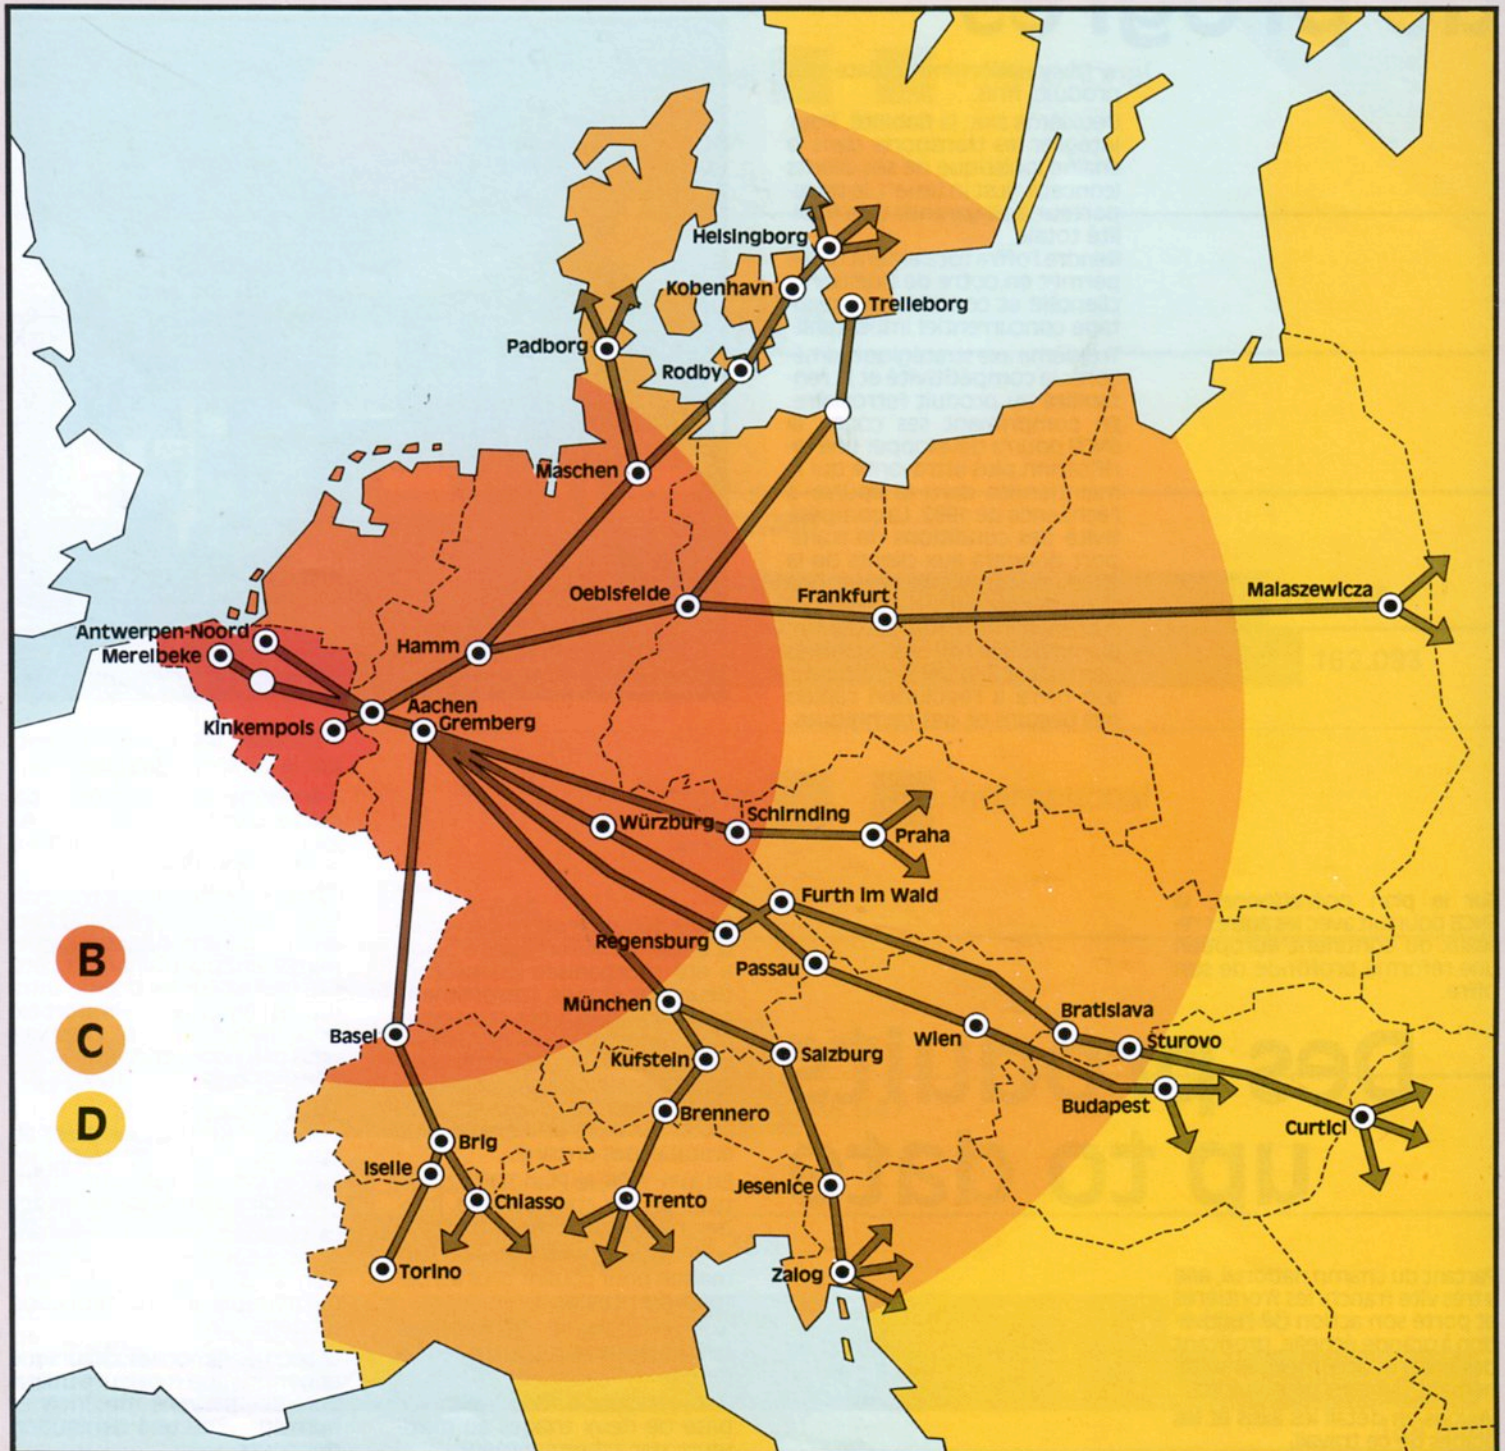 Helsingborg
Kobenhavn
Trelleborg
Padborg
Rodby
Maschen
Oebisfelde
Frankfurt
Malaszewicza
Antwerpen-Noord
Merelbeke
Hamm
Aachen
Kinkempols
Gremberg
Würzburg
Schirnding
Praha
Furth im Wald
Regensburg
Passau
B
München
Bratislava
C
Basel
Wien
Sturovo
Kufstein
Salzburg
Budapest
D
Brennero
Curtici
Brig
Iselle
Jesenice
Chiasso
Trento
Torino
Zalog